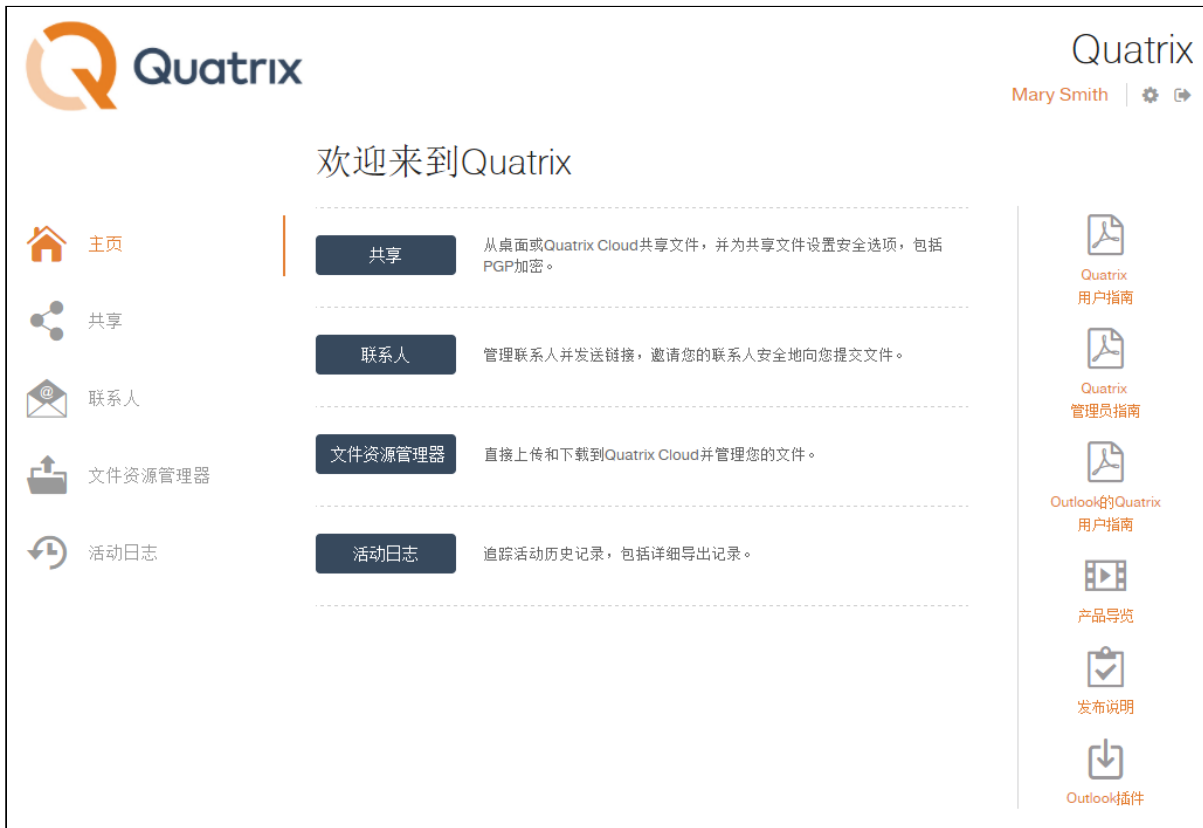 Quatrix
Quatrix
Mary Smith
欢迎来到Quatrix
主页
共享
联系人
文件资源管理器
活动日志
共享
从桌面或Quatrix Cloud共享文件，并为共享文件设置安全选项，包括
PGP加密。
联系人
管理联系人并发送链接，邀请您的联系人安全地向您提交文件。
文件资源管理器
直接上传和下载到Quatrix Cloud并管理您的文件。
活动日志
追踪活动历史记录，包括详细导出记录。
Quatrix
用户指南
Quatrix
管理员指南
Outlook的Quatrix
用户指南
产品导览
发布说明
Outlook插件